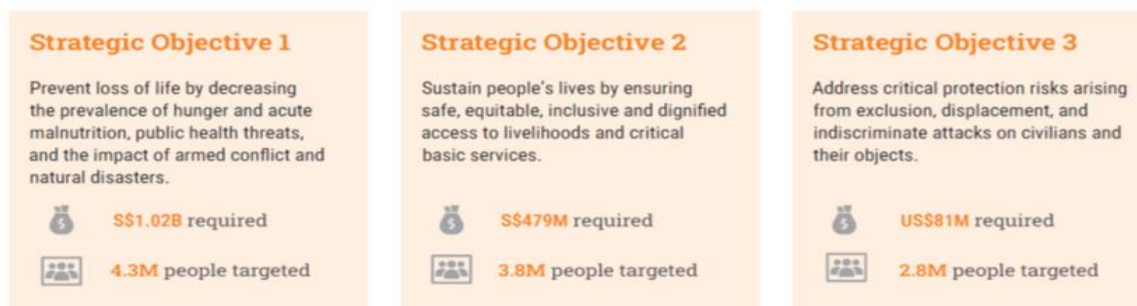 Strategic Objective 1
Prevent loss of life by decreasing
the prevalence of hunger and acute
malnutrition, public health threats,
and the impact of armed conflict and
natural disasters.
S$1.02B required
4.3M people targeted
Strategic Objective 2
Sustain people's lives by ensuring
safe, equitable, inclusive and dignified
access to livelihoods and critical
basic services.
S$479M required
3.8M people targeted
Strategic Objective 3
Address critical protection risks arising
from exclusion, displacement, and
indiscriminate attacks on civilians and
their objects.
US$81M required
2.8M people targeted